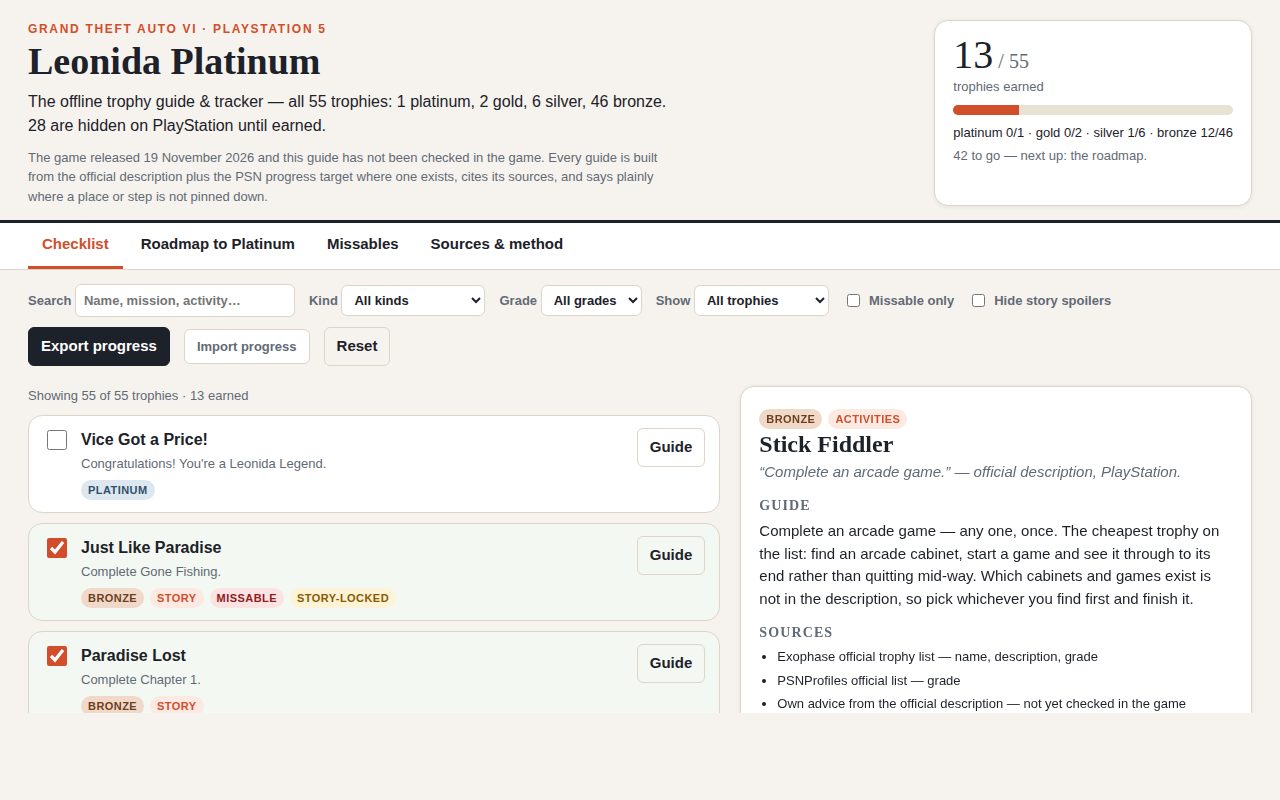 GRAND THEFT AUTO VI · PLAYSTATION 5
Leonida Platinum
The offline trophy guide & tracker — all 55 trophies: 1 platinum, 2 gold, 6 silver, 46 bronze.
28 are hidden on PlayStation until earned.
The game released 19 November 2026 and this guide has not been checked in the game. Every guide is built
from the official description plus the PSN progress target where one exists, cites its sources, and says plainly
where a place or step is not pinned down.
13 / 55
trophies earned
platinum 0/1 · gold 0/2 · silver 1/6 · bronze 12/46
42 to go — next up: the roadmap.
Checklist
Roadmap to Platinum
Missables
Sources & method
Search
Name, mission, activity…
Kind
All kinds
Grade
All grades
Show
All trophies
Missable only
Hide story spoilers
Export progress
Import progress
Reset
Showing 55 of 55 trophies · 13 earned
Vice Got a Price!
Congratulations! You're a Leonida Legend.
PLATINUM
Guide
Just Like Paradise
Complete Gone Fishing.
BRONZE
STORY
MISSABLE
STORY-LOCKED
Guide
Paradise Lost
Complete Chapter 1.
BRONZE
STORY
Guide
BRONZE
ACTIVITIES
Stick Fiddler
“Complete an arcade game.” — official description, PlayStation.
GUIDE
Complete an arcade game — any one, once. The cheapest trophy on
the list: find an arcade cabinet, start a game and see it through to its
end rather than quitting mid-way. Which cabinets and games exist is
not in the description, so pick whichever you find first and finish it.
SOURCES
• Exophase official trophy list — name, description, grade
• PSNProfiles official list — grade
• Own advice from the official description — not yet checked in the game